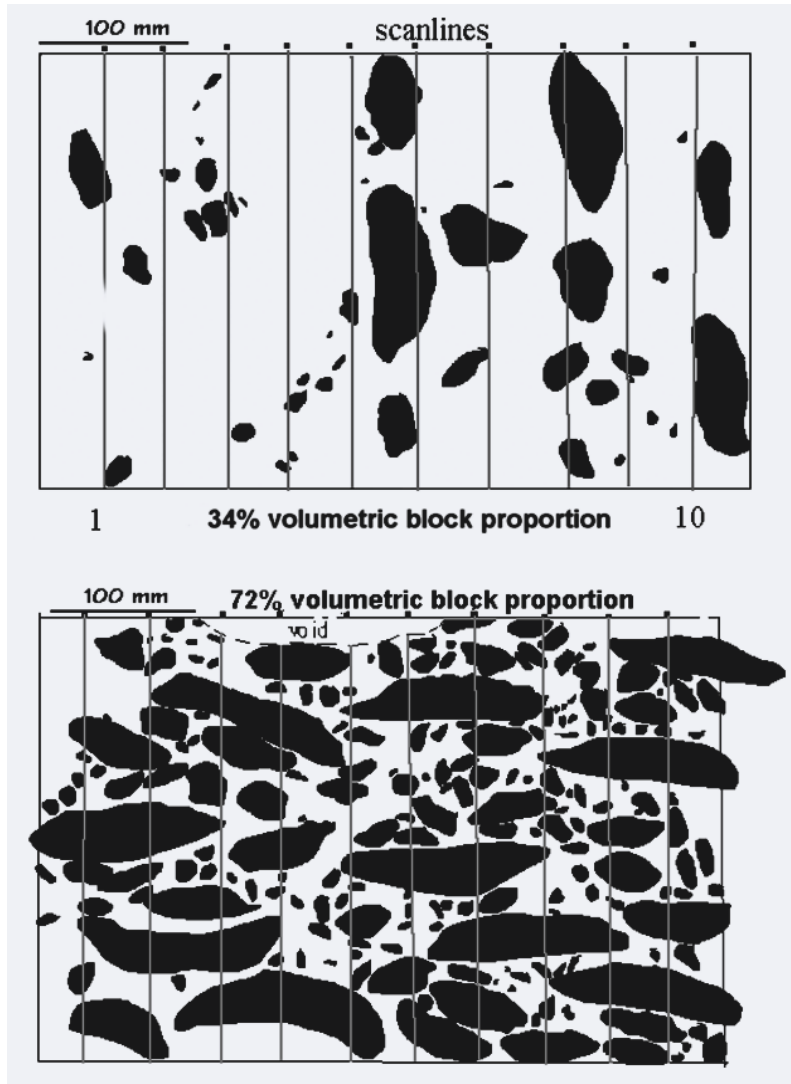 100 mm scanlines
1 34% volumetric block proportion 10
100 mm 72% volumetric block proportion
void